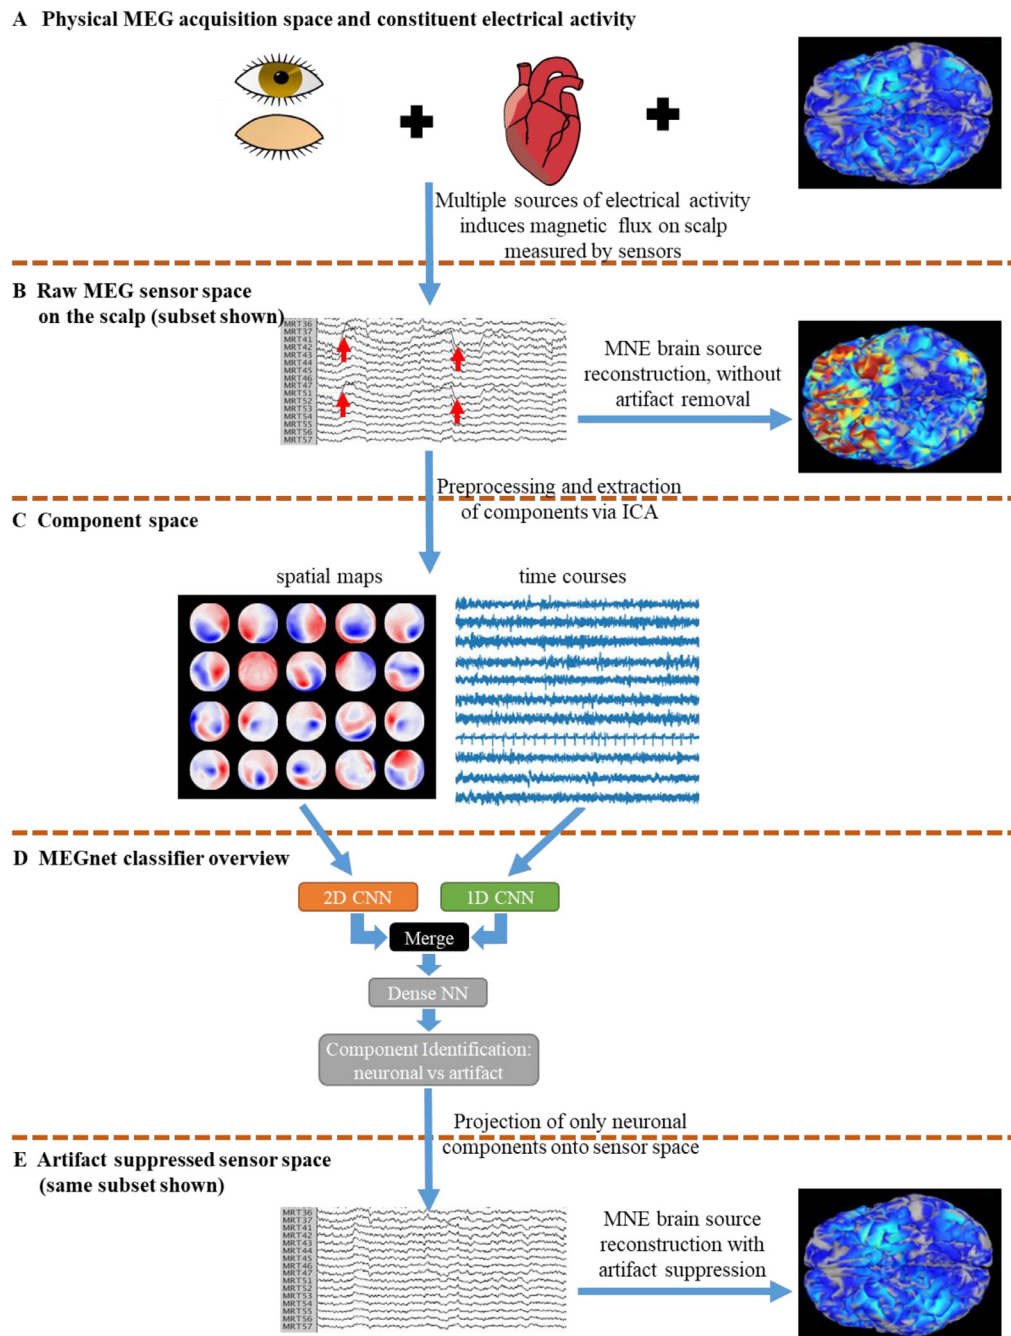 A Physical MEG acquisition space and constituent electrical activity
Multiple sources of electrical activity
induces magnetic flux on scalp
measured by sensors
B Raw MEG sensor space
on the scalp (subset shown)
MRT36
MRT37
MRT41
MRT42
MRT43
MRT44
MRT45
MRT46
MRT47
MRT51
MRT52
MRT53
MRT54
MRT55
MRT56
MRT57
MNE brain source
reconstruction, without
artifact removal
Preprocessing and extraction
of components via ICA
C Component space
spatial maps
time courses
D MEGnet classifier overview
2D CNN
1D CNN
Merge
Dense NN
Component Identification:
neuronal vs artifact
Projection of only neuronal
components onto sensor space
E Artifact suppressed sensor space
(same subset shown)
MRT36
MRT37
MRT41
MRT42
MRT43
MRT44
MRT45
MRT46
MRT47
MRT51
MRT52
MRT53
MRT54
MRT55
MRT56
MRT57
MNE brain source
reconstruction with
artifact suppression